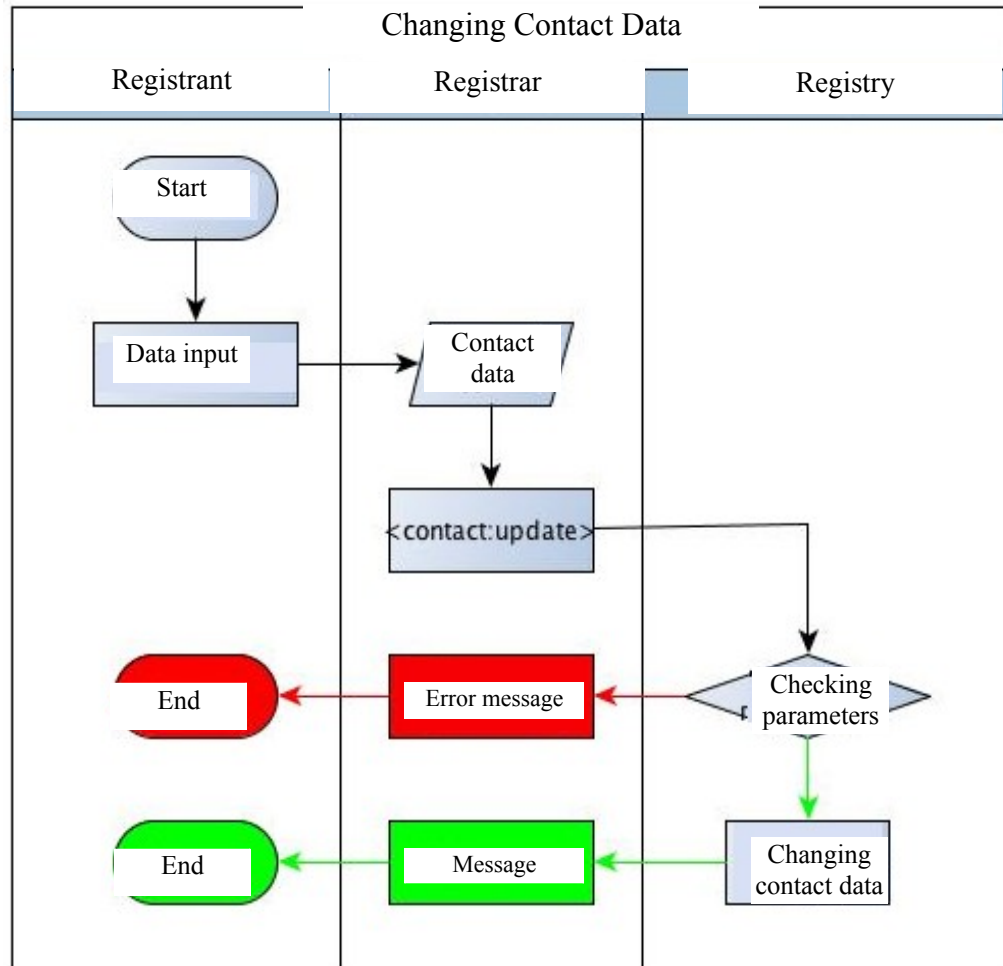 Changing Contact Data
Registrant
Registrar
Registry
Start
Data input
Contact
data
<contact:update>
Checking
parameters
Error message
End
Changing
contact data
Message
End